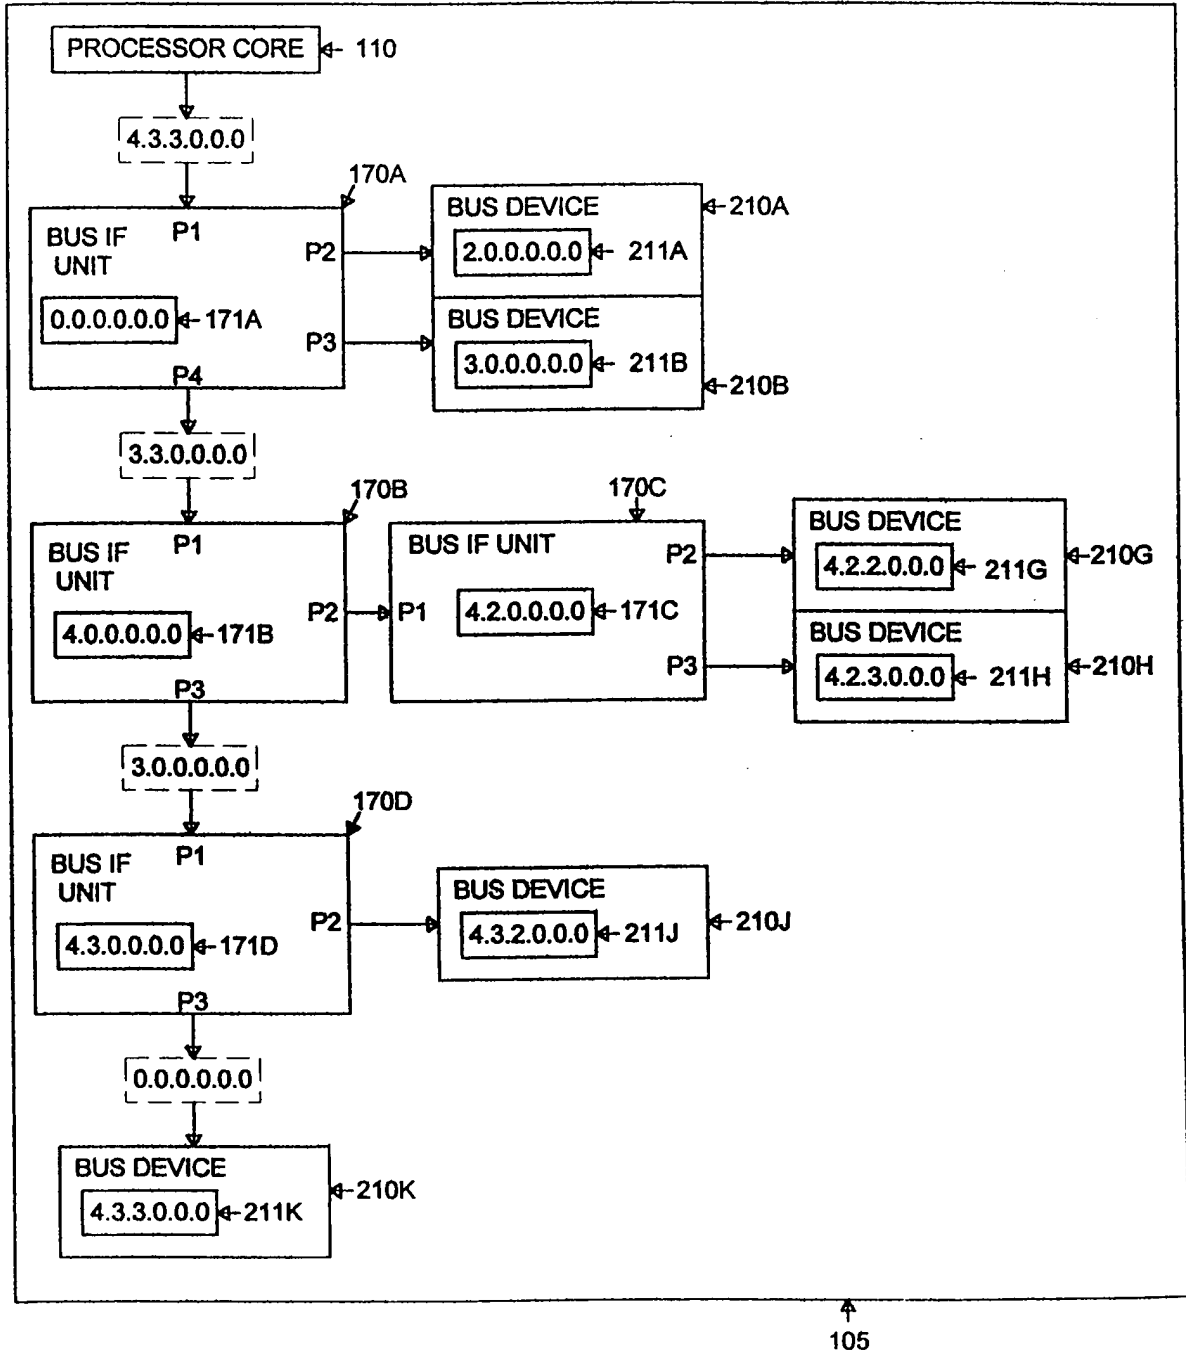 PROCESSOR CORE 110
4.3.3.0.0.0
170A
BUS IF
UNIT
P1
P2
0.0.0.0.0.0 171A
P3
P4
BUS DEVICE 210A
2.0.0.0.0.0 211A
BUS DEVICE
3.0.0.0.0.0 211B
210B
3.3.0.0.0.0
170B
BUS IF
UNIT
P1
4.0.0.0.0.0 171B
P2
P3
170C
BUS IF UNIT
P2
P1
4.2.0.0.0.0 171C
P3
BUS DEVICE
4.2.2.0.0.0 211G
210G
BUS DEVICE
4.2.3.0.0.0 211H
210H
3.0.0.0.0.0
170D
BUS IF
UNIT
P1
P2
4.3.0.0.0.0 171D
P3
BUS DEVICE
4.3.2.0.0.0 211J
210J
0.0.0.0.0.0
BUS DEVICE
4.3.3.0.0.0 211K
210K
105